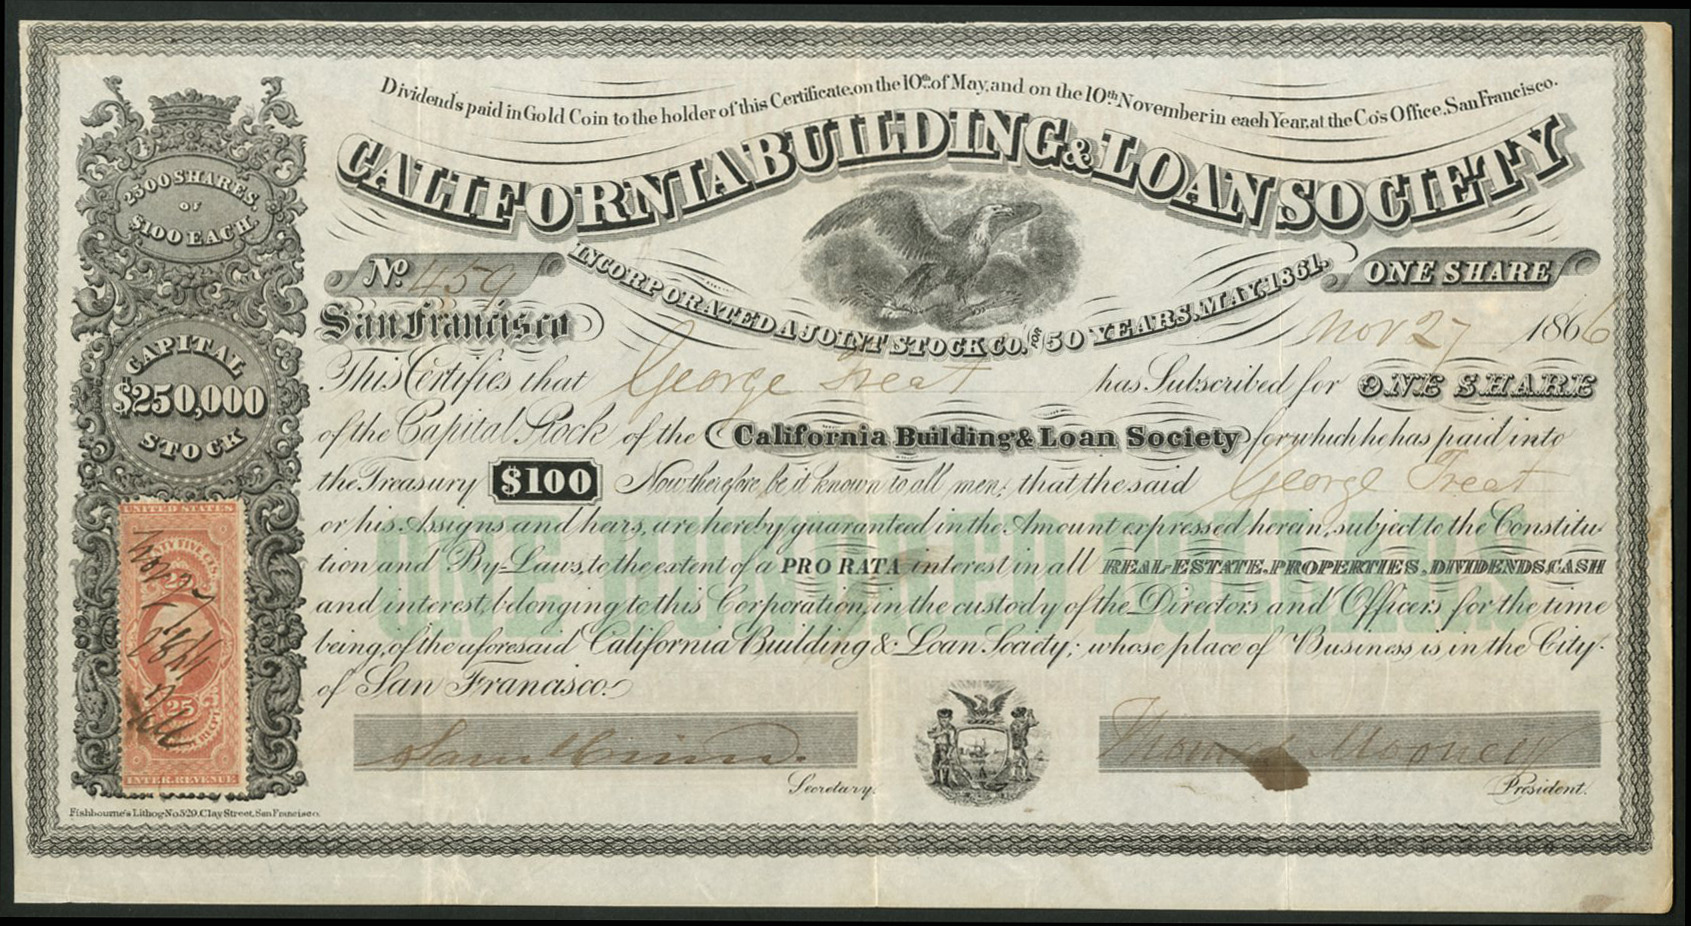 Dividends paid in Gold Coin to the holder of this Certificate, on the 10th of May, and on the 10th November in each Year, at the Co's Office, San Francisco.
CALIFORNIA BUILDING & LOAN SOCIETY
INCORPORATED A JOINT STOCK CO. FOR 50 YEARS, MAY, 1861.
2500 SHARES
OF
$100 EACH.
No. 459
ONE SHARE
San Francisco Nov 27 1866
CAPITAL
$250,000
STOCK
This Certifies that George Treat has Subscribed for ONE SHARE
of the Capital Stock of the California Building & Loan Society for which he has paid into
the Treasury $100 Now therefore, be it known to all men, that the said George Treat
or his Assigns and heirs, are hereby guaranteed in the Amount expressed herein, subject to the Constitu-
tion and By-Laws, to the extent of a PRO RATA interest in all REAL-ESTATE, PROPERTIES, DIVIDENDS, CASH
and interest, belonging to this Corporation, in the custody of the Directors and Officers for the time
being, of the aforesaid California Building & Loan Society; whose place of Business is in the City
of San Francisco.
ONE HUNDRED DOLLARS
UNITED STATES
TWENTY FIVE CTS.
25
INTER. REVENUE
Secretary.
Thomas Mooney
President.
Fishbourne's Lithog. No. 529, Clay Street, San Francisco.